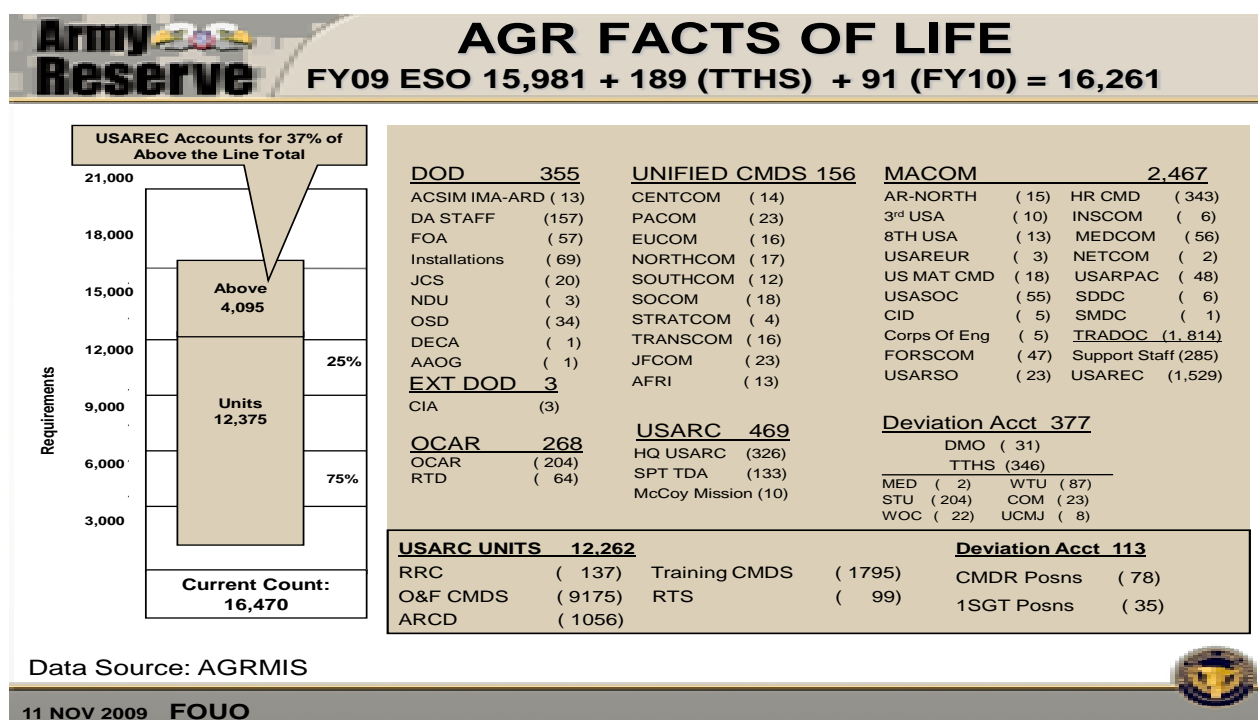 Army Reserve
AGR FACTS OF LIFE
FY09 ESO 15,981 + 189 (TTHS) + 91 (FY10) = 16,261
USAREC Accounts for 37% of
Above the Line Total
Requirements
21,000
18,000
15,000
12,000
9,000
6,000
3,000
Above
4,095
Units
12,375
25%
75%
Current Count:
16,470
DOD 355
ACSIM IMA-ARD ( 13)
DA STAFF (157)
FOA ( 57)
Installations ( 69)
JCS ( 20)
NDU ( 3)
OSD ( 34)
DECA ( 1)
AAOG ( 1)
EXT DOD 3
CIA (3)
OCAR 268
OCAR ( 204)
RTD ( 64)
UNIFIED CMDS 156
CENTCOM ( 14)
PACOM ( 23)
EUCOM ( 16)
NORTHCOM ( 17)
SOUTHCOM ( 12)
SOCOM ( 18)
STRATCOM ( 4)
TRANSCOM ( 16)
JFCOM ( 23)
AFRI ( 13)
USARC 469
HQ USARC (326)
SPT TDA (133)
McCoy Mission (10)
MACOM 2,467
AR-NORTH ( 15) HR CMD ( 343)
3rd USA ( 10) INSCOM ( 6)
8TH USA ( 13) MEDCOM ( 56)
USAREUR ( 3) NETCOM ( 2)
US MAT CMD ( 18) USARPAC ( 48)
USASOC ( 55) SDDC ( 6)
CID ( 5) SMDC ( 1)
Corps Of Eng ( 5) TRADOC (1, 814)
FORSCOM ( 47) Support Staff (285)
USARSO ( 23) USAREC (1,529)
Deviation Acct 377
DMO ( 31)
TTHS (346)
MED ( 2) WTU ( 87)
STU ( 204) COM ( 23)
WOC ( 22) UCMJ ( 8)
USARC UNITS 12,262
RRC ( 137) Training CMDS ( 1795)
O&F CMDS ( 9175) RTS ( 99)
ARCD ( 1056)
Deviation Acct 113
CMDR Posns ( 78)
1SGT Posns ( 35)
Data Source: AGRMIS
11 NOV 2009 FOUO